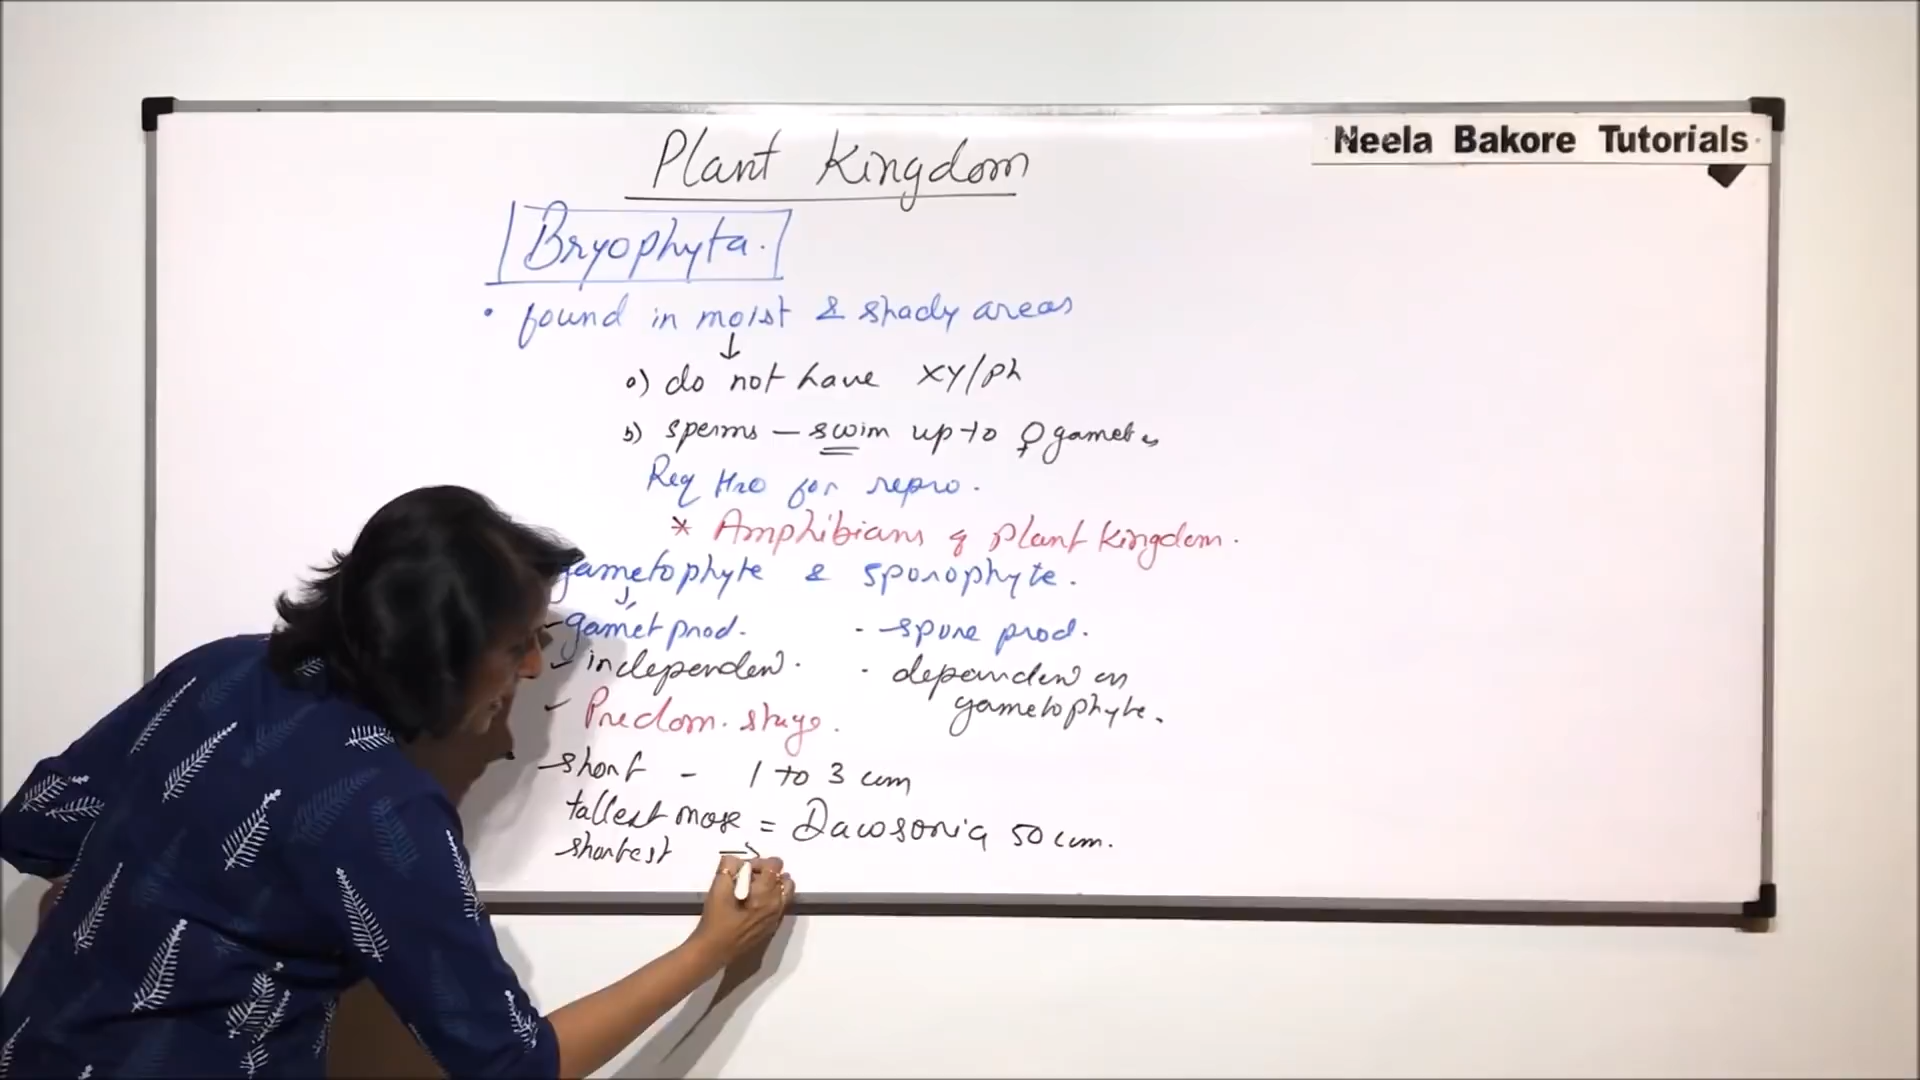 Neela Bakore Tutorials
Plant Kingdom
Bryophyta.
• found in moist & shady areas
↓
a) do not have xy/ph
b) sperms — swim up to ♀ gametes
Req H2O for repro.
* Amphibians of plant kingdom.
gametophyte & sporophyte.
- gamet prod. - spore prod.
- independent. - dependent on
gametophyte.
- Predom. stage.
short - 1 to 3 cm
tallest moss = Dawsonia 50 cm.
shortest →